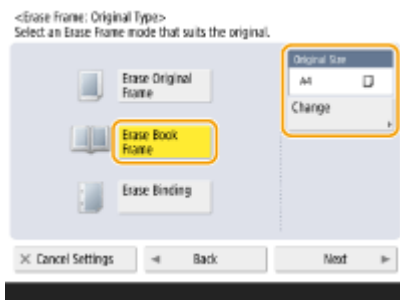 <Erase Frame: Original Type>
Select an Erase Frame mode that suits the original.
Erase Original
Frame
Erase Book
Frame
Erase Binding
Original Size
A4
Change
Cancel Settings
Back
Next